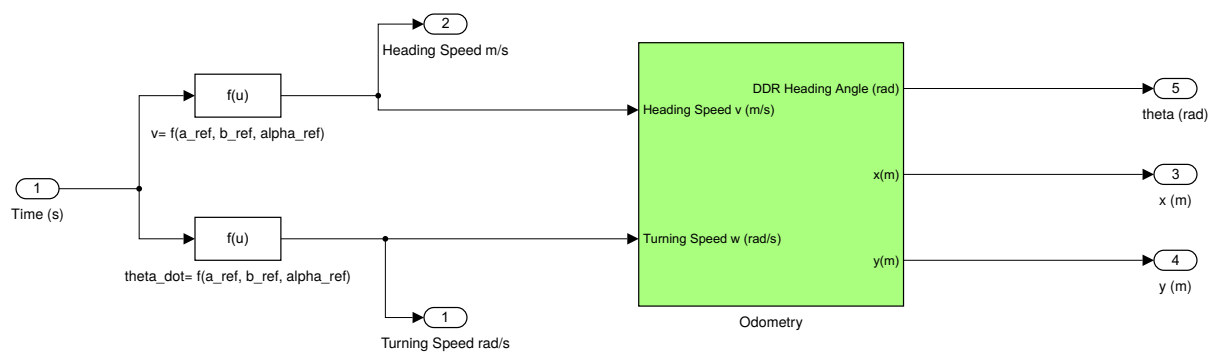 2
Heading Speed m/s
f(u)
v= f(a_ref, b_ref, alpha_ref)
1
Time (s)
f(u)
theta_dot= f(a_ref, b_ref, alpha_ref)
1
Turning Speed rad/s
DDR Heading Angle (rad)
Heading Speed v (m/s)
x(m)
Turning Speed w (rad/s)
y(m)
Odometry
5
theta (rad)
3
x (m)
4
y (m)